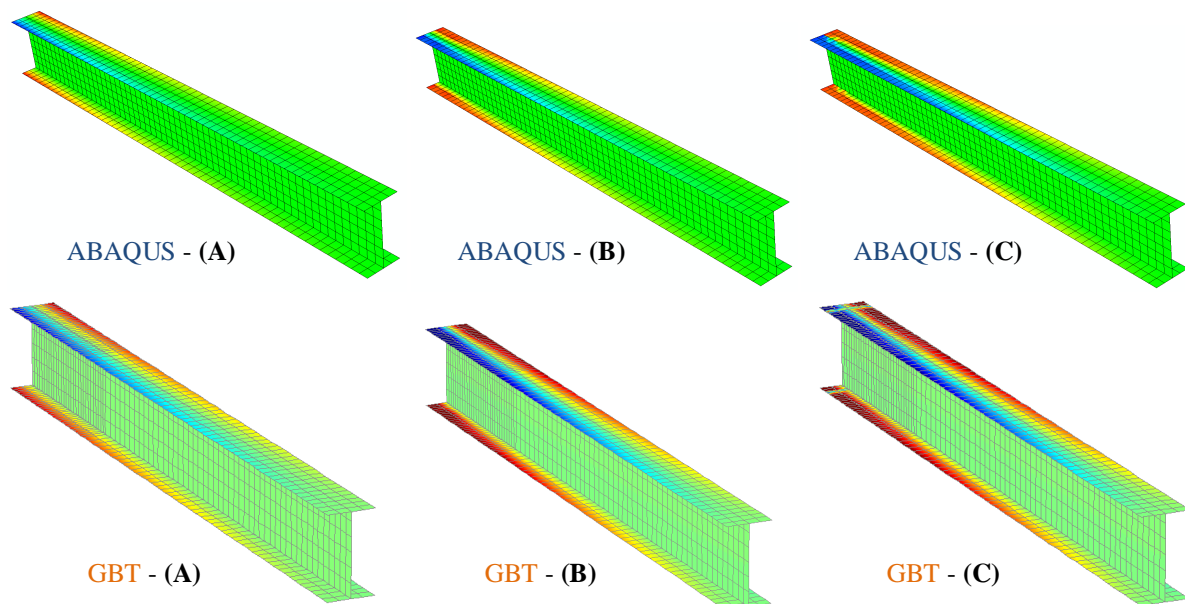 ABAQUS - (A)
ABAQUS - (B)
ABAQUS - (C)
GBT - (A)
GBT - (B)
GBT - (C)